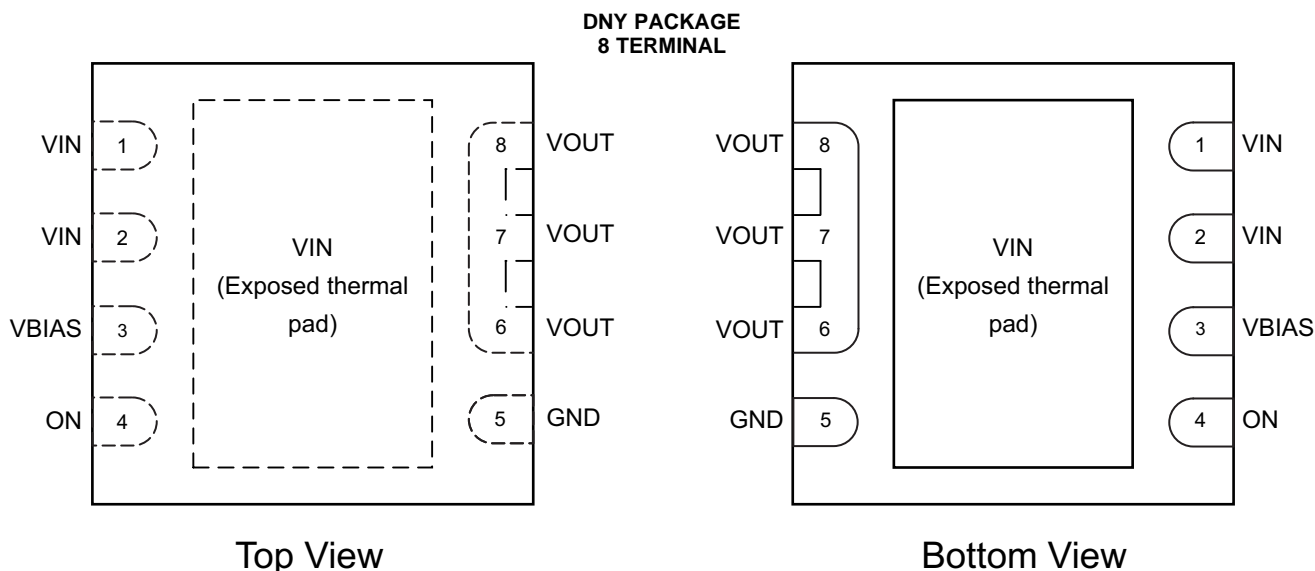 DNY PACKAGE
8 TERMINAL
VIN 1
VIN 2
VBIAS 3
ON 4
VIN
(Exposed thermal
pad)
8 VOUT
7 VOUT
6 VOUT
5 GND
Top View
VOUT 8
VOUT 7
VOUT 6
GND 5
VIN
(Exposed thermal
pad)
1 VIN
2 VIN
3 VBIAS
4 ON
Bottom View